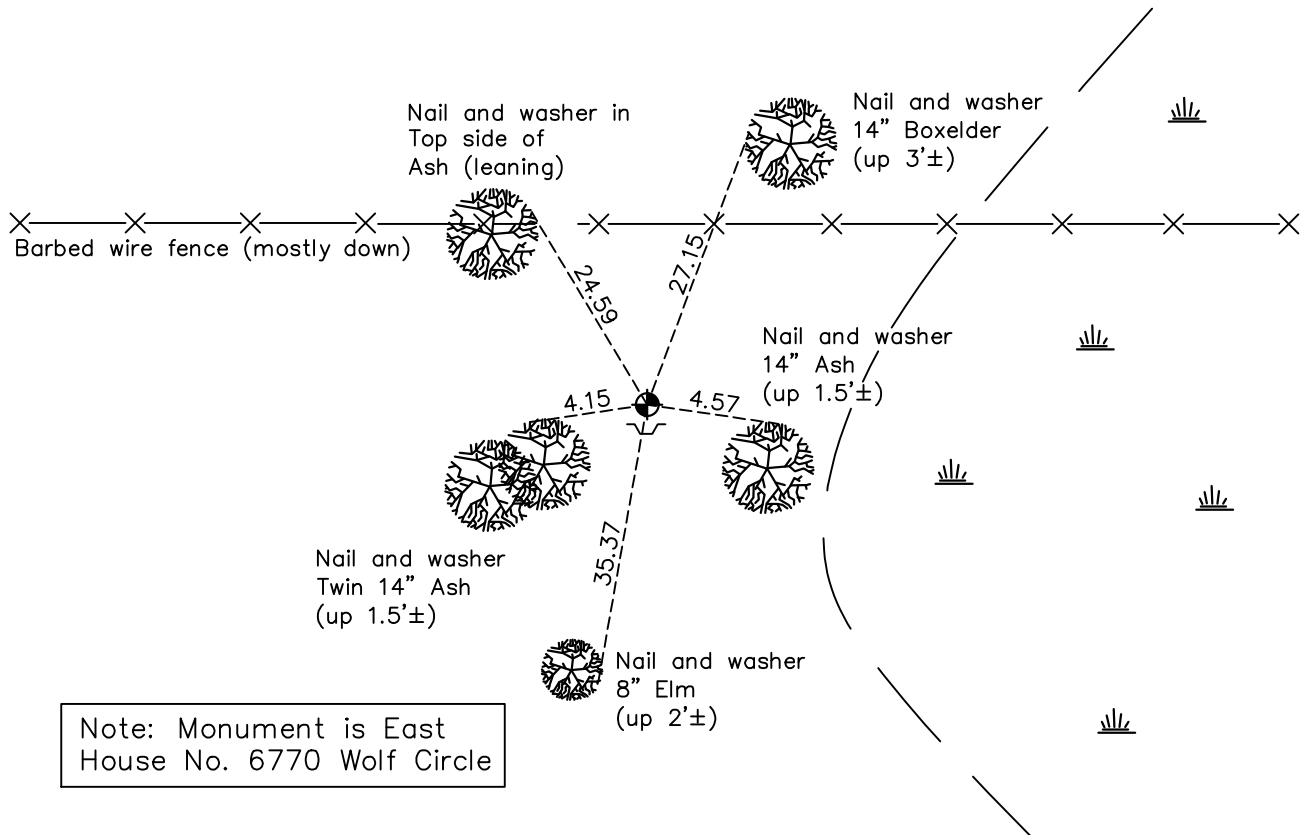 Nail and washer in
Top side of
Ash (leaning)
Nail and washer
14” Boxelder
(up 3’±)
Barbed wire fence (mostly down)
24.59
27.15
Nail and washer
14” Ash
(up 1.5’±)
4.15
4.57
35.37
Nail and washer
Twin 14” Ash
(up 1.5’±)
Nail and washer
8” Elm
(up 2’±)
Note: Monument is East
House No. 6770 Wolf Circle